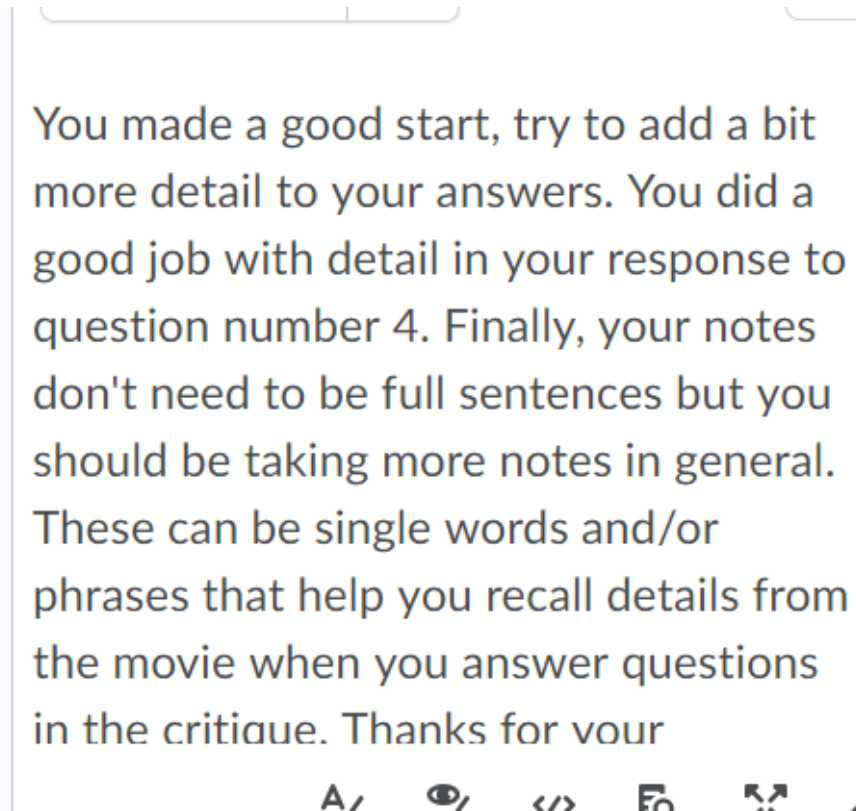 You made a good start, try to add a bit
more detail to your answers. You did a
good job with detail in your response to
question number 4. Finally, your notes
don't need to be full sentences but you
should be taking more notes in general.
These can be single words and/or
phrases that help you recall details from
the movie when you answer questions
in the critique. Thanks for your